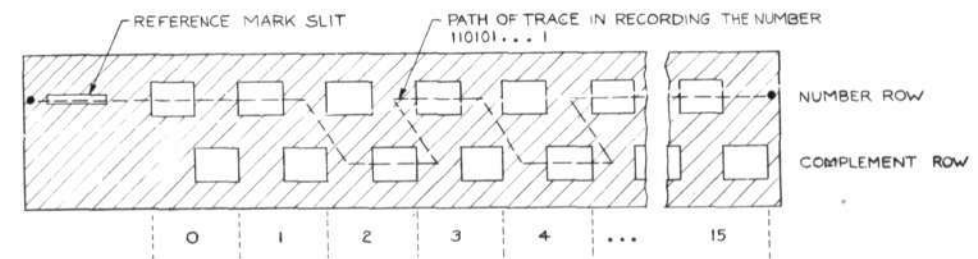 REFERENCE MARK SLIT
PATH OF TRACE IN RECORDING THE NUMBER
110101... 1
NUMBER ROW
COMPLEMENT ROW
0 1 2 3 4 ... 15